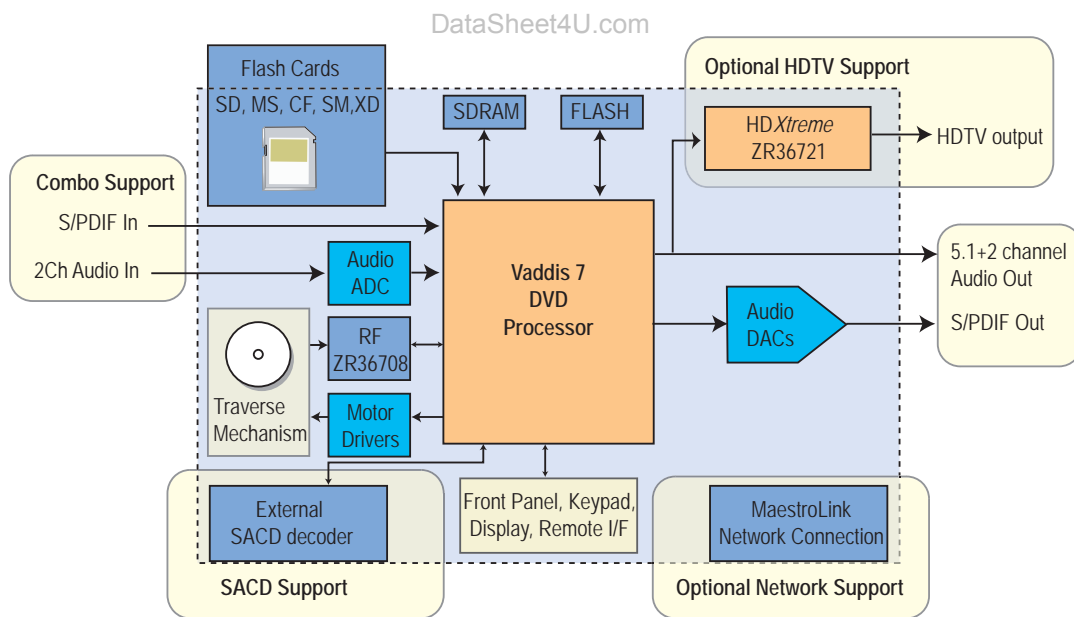 DataSheet4U.com
Flash Cards
SD, MS, CF, SM,XD
SDRAM
FLASH
Optional HDTV Support
HDXtreme
ZR36721
HDTV output
Combo Support
S/PDIF In
2Ch Audio In
Audio
ADC
Vaddis 7
DVD
Processor
5.1+2 channel
Audio Out
S/PDIF Out
Audio
DACs
RF
ZR36708
Traverse
Mechanism
Motor
Drivers
External
SACD decoder
SACD Support
Front Panel, Keypad,
Display, Remote I/F
MaestroLink
Network Connection
Optional Network Support